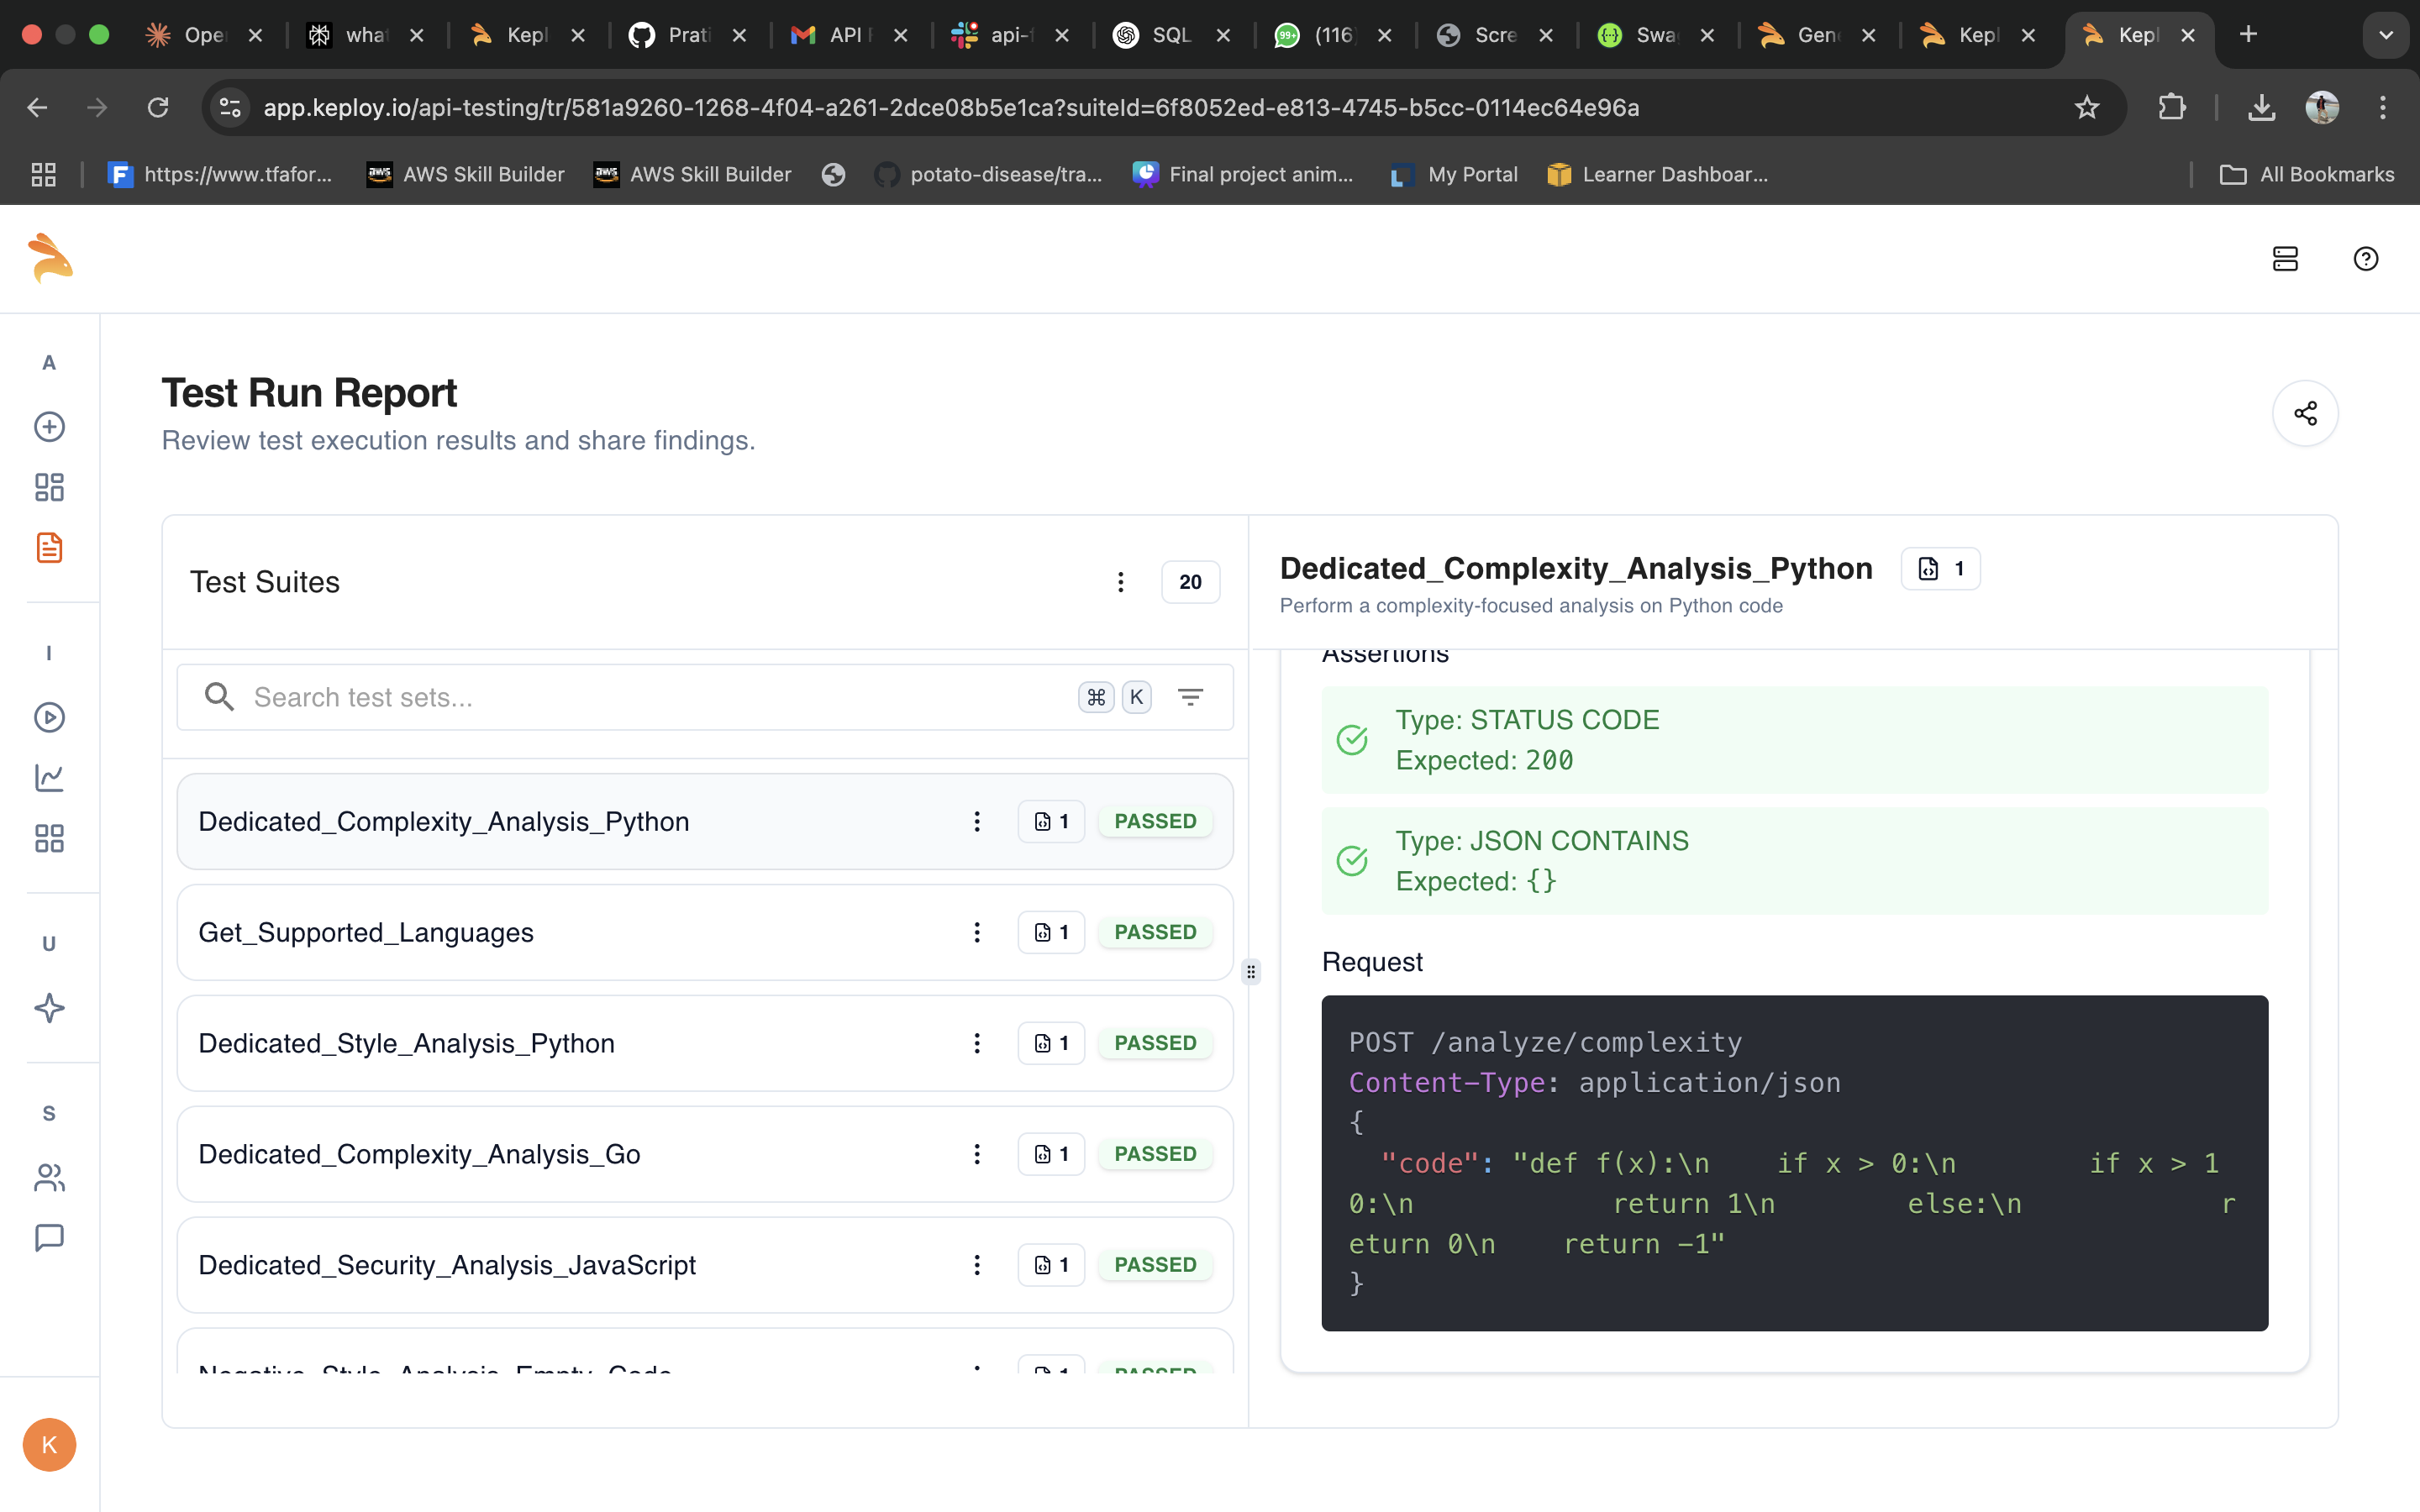 Ope
what
Kepl
Prati
API F
api-f
SQL
(116
Scre
Swa
Gen
Kepl
Kepl
app.keploy.io/api-testing/tr/581a9260-1268-4f04-a261-2dce08b5e1ca?suiteId=6f8052ed-e813-4745-b5cc-0114ec64e96a
https://www.tfafor...
AWS Skill Builder
AWS Skill Builder
potato-disease/tra...
Final project anim...
My Portal
Learner Dashboar...
All Bookmarks
A
I
U
S
K
Test Run Report
Review test execution results and share findings.
Test Suites
20
Search test sets...
⌘ K
Dedicated_Complexity_Analysis_Python 1 PASSED
Get_Supported_Languages 1 PASSED
Dedicated_Style_Analysis_Python 1 PASSED
Dedicated_Complexity_Analysis_Go 1 PASSED
Dedicated_Security_Analysis_JavaScript 1 PASSED
Negative_Style_Analysis_Empty_Code 1 PASSED
Dedicated_Complexity_Analysis_Python 1
Perform a complexity-focused analysis on Python code
Assertions
Type: STATUS CODE
Expected: 200
Type: JSON CONTAINS
Expected: {}
Request
POST /analyze/complexity
Content-Type: application/json
{
"code": "def f(x):\n    if x > 0:\n        if x > 1
0:\n            return 1\n        else:\n            r
eturn 0\n    return -1"
}